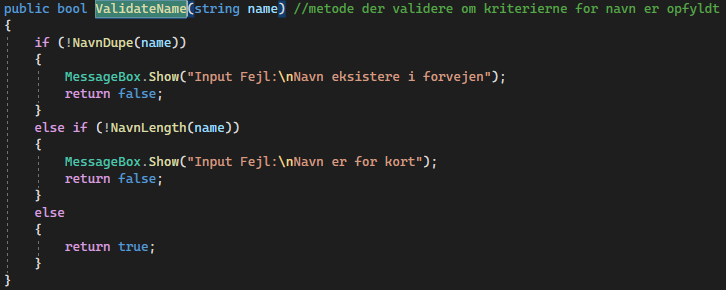 public bool ValidateName(string name) //metode der validere om kriterierne for navn er opfyldt
{
if (!NavnDupe(name))
{
MessageBox.Show("Input Fejl:\nNavn eksistere i forvejen");
return false;
}
else if (!NavnLength(name))
{
MessageBox.Show("Input Fejl:\nNavn er for kort");
return false;
}
else
{
return true;
}
}